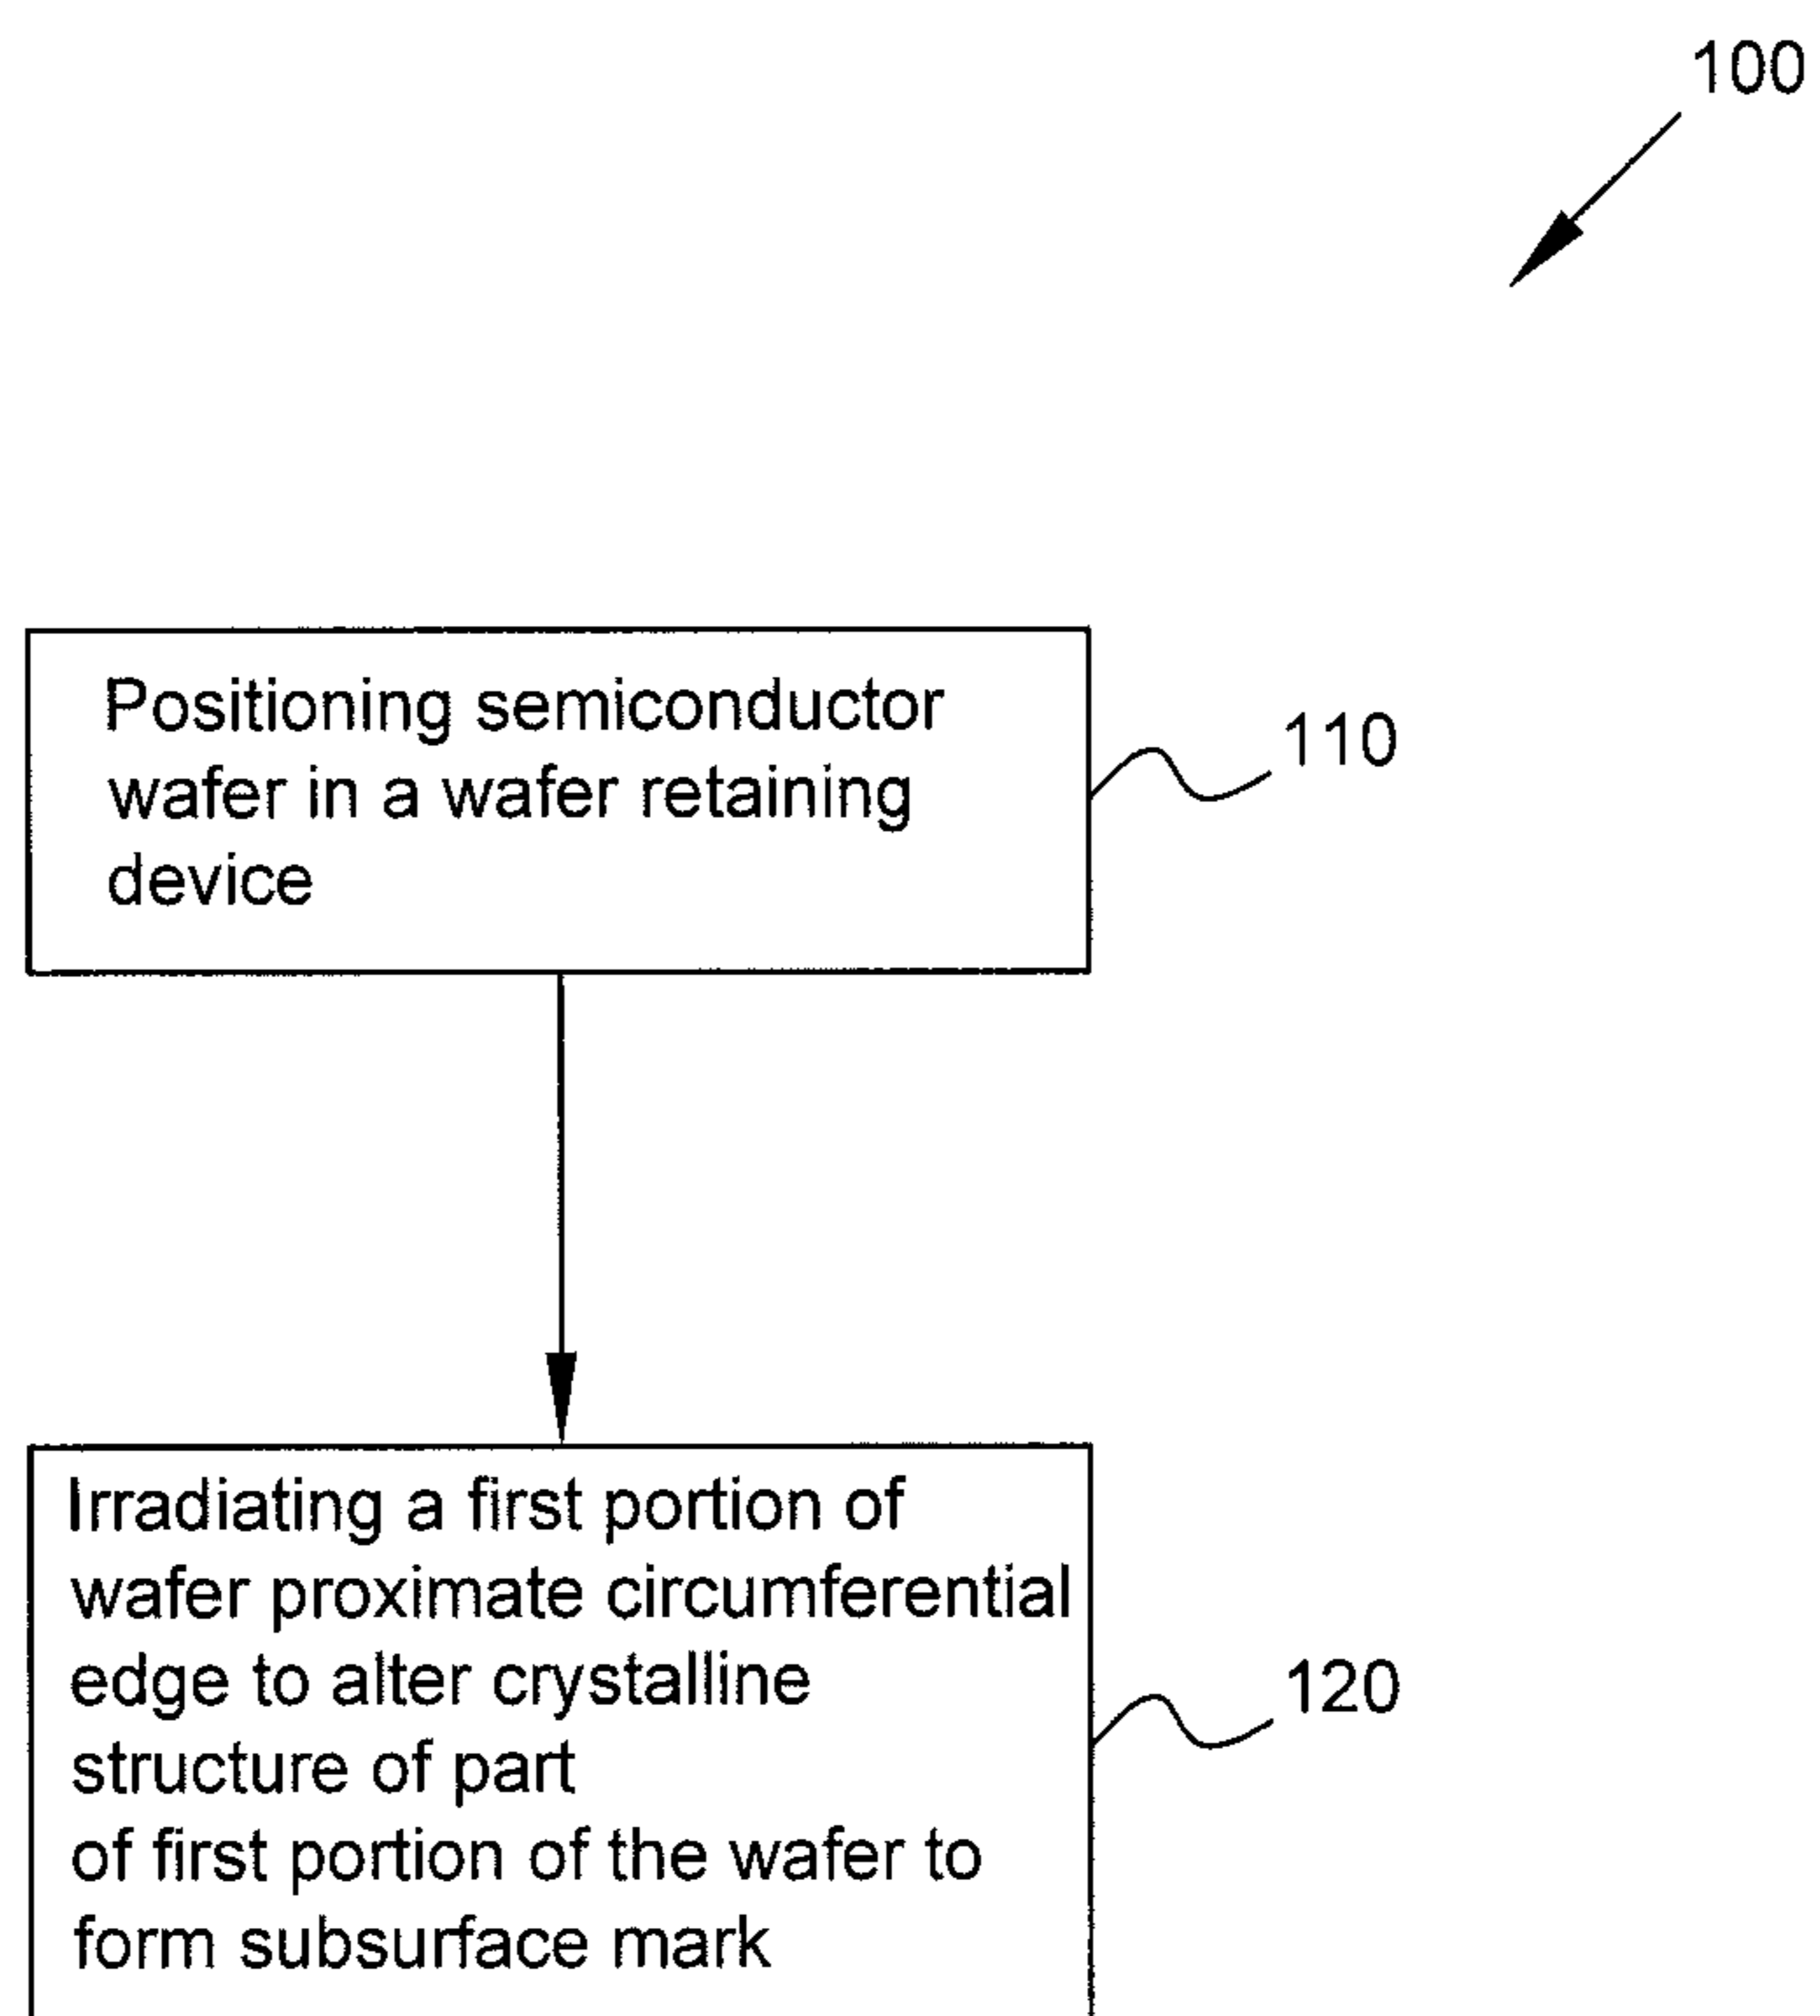 100
Positioning semiconductor
wafer in a wafer retaining
device
110
Irradiating a first portion of
wafer proximate circumferential
edge to alter crystalline
structure of part
of first portion of the wafer to
form subsurface mark
120